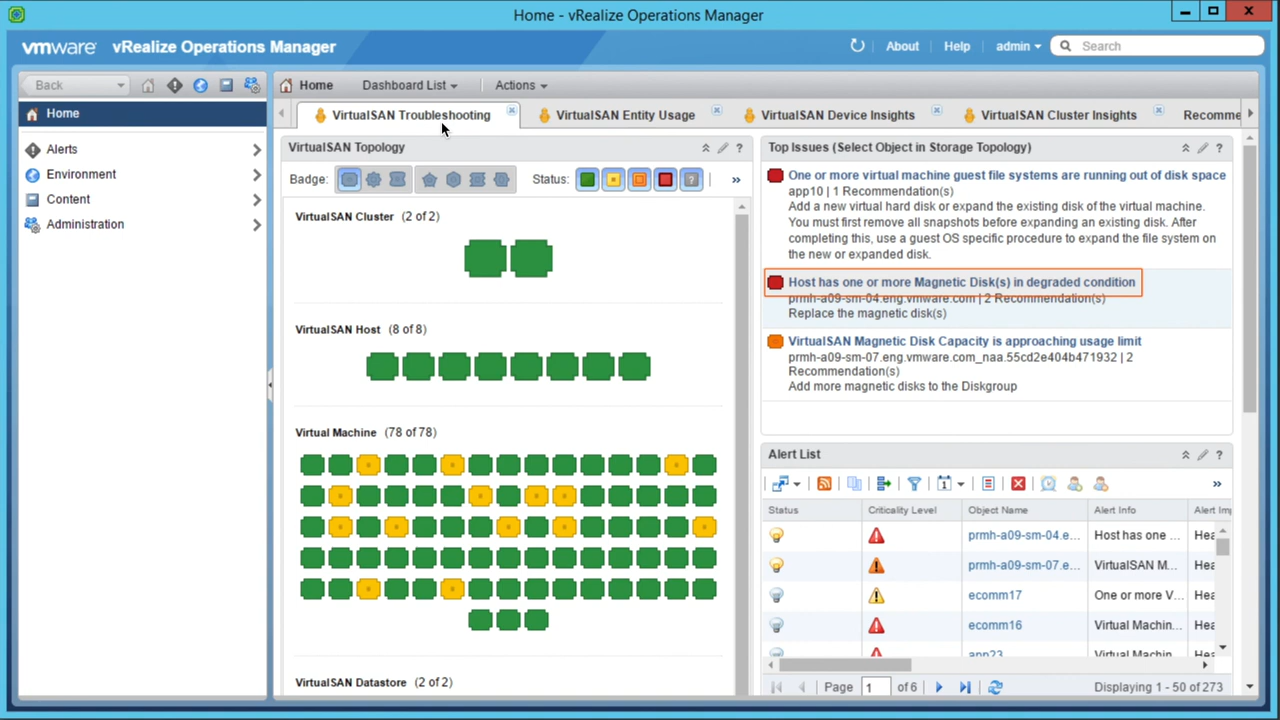 Home - vRealize Operations Manager
vmware vRealize Operations Manager
About Help admin Search
Back
Home Dashboard List Actions
Home
Alerts
Environment
Content
Administration
VirtualSAN Troubleshooting VirtualSAN Entity Usage VirtualSAN Device Insights VirtualSAN Cluster Insights Recomme
VirtualSAN Topology
?
Badge: Status: ? »
VirtualSAN Cluster (2 of 2)
VirtualSAN Host (8 of 8)
Virtual Machine (78 of 78)
VirtualSAN Datastore (2 of 2)
Top Issues (Select Object in Storage Topology)
?
One or more virtual machine guest file systems are running out of disk space
app10 | 1 Recommendation(s)
Add a new virtual hard disk or expand the existing disk of the virtual machine.
You must first remove all snapshots before expanding an existing disk. After
completing this, use a guest OS specific procedure to expand the file system on
the new or expanded disk.
Host has one or more Magnetic Disk(s) in degraded condition
prmh-a09-sm-04.eng.vmware.com | 2 Recommendation(s)
Replace the magnetic disk(s)
VirtualSAN Magnetic Disk Capacity is approaching usage limit
prmh-a09-sm-07.eng.vmware.com_naa.55cd2e404b471932 | 2
Recommendation(s)
Add more magnetic disks to the Diskgroup
Alert List
?
1 »
Status Criticality Level Object Name Alert Info Alert Im
prmh-a09-sm-04.e... Host has one ... Hea
prmh-a09-sm-07.e... VirtualSAN M... Hea
ecomm17 One or more V... Hea
ecomm16 Virtual Machin... Hea
app23 Virtual Machin Hea
Page 1 of 6 Displaying 1 - 50 of 273